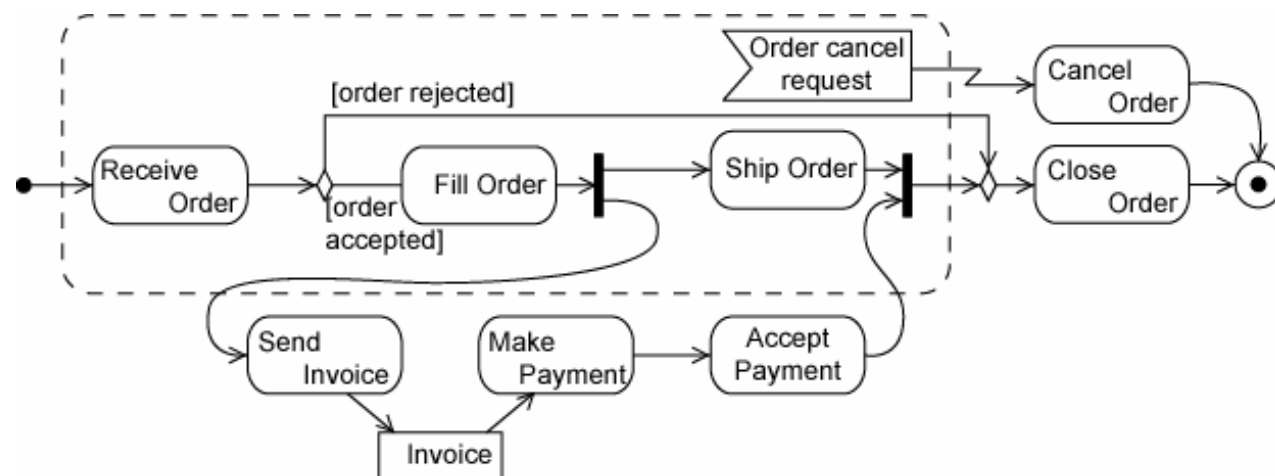 Order cancel
request
Cancel
Order
[order rejected]
Receive
Order
Fill Order
[order
accepted]
Ship Order
Close
Order
Send
Invoice
Make
Payment
Accept
Payment
Invoice